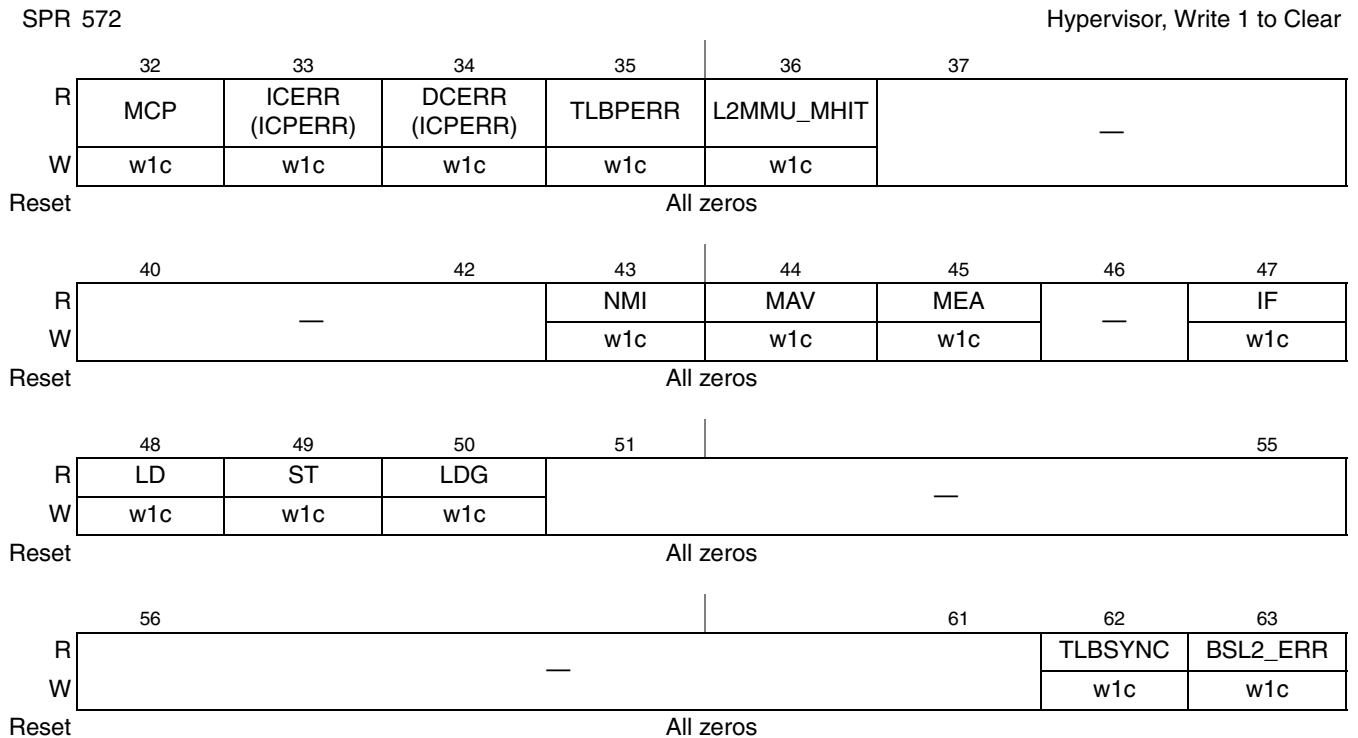 SPR 572 Hypervisor, Write 1 to Clear
32 33 34 35 36 37
R MCP ICERR (ICPERR) DCERR (ICPERR) TLBPERR L2MMU_MHIT —
W w1c w1c w1c w1c w1c
Reset All zeros
40 42 43 44 45 46 47
R — NMI MAV MEA — IF
W w1c w1c w1c w1c
Reset All zeros
48 49 50 51 55
R LD ST LDG —
W w1c w1c w1c
Reset All zeros
56 61 62 63
R — TLBSYNC BSL2_ERR
W w1c w1c
Reset All zeros